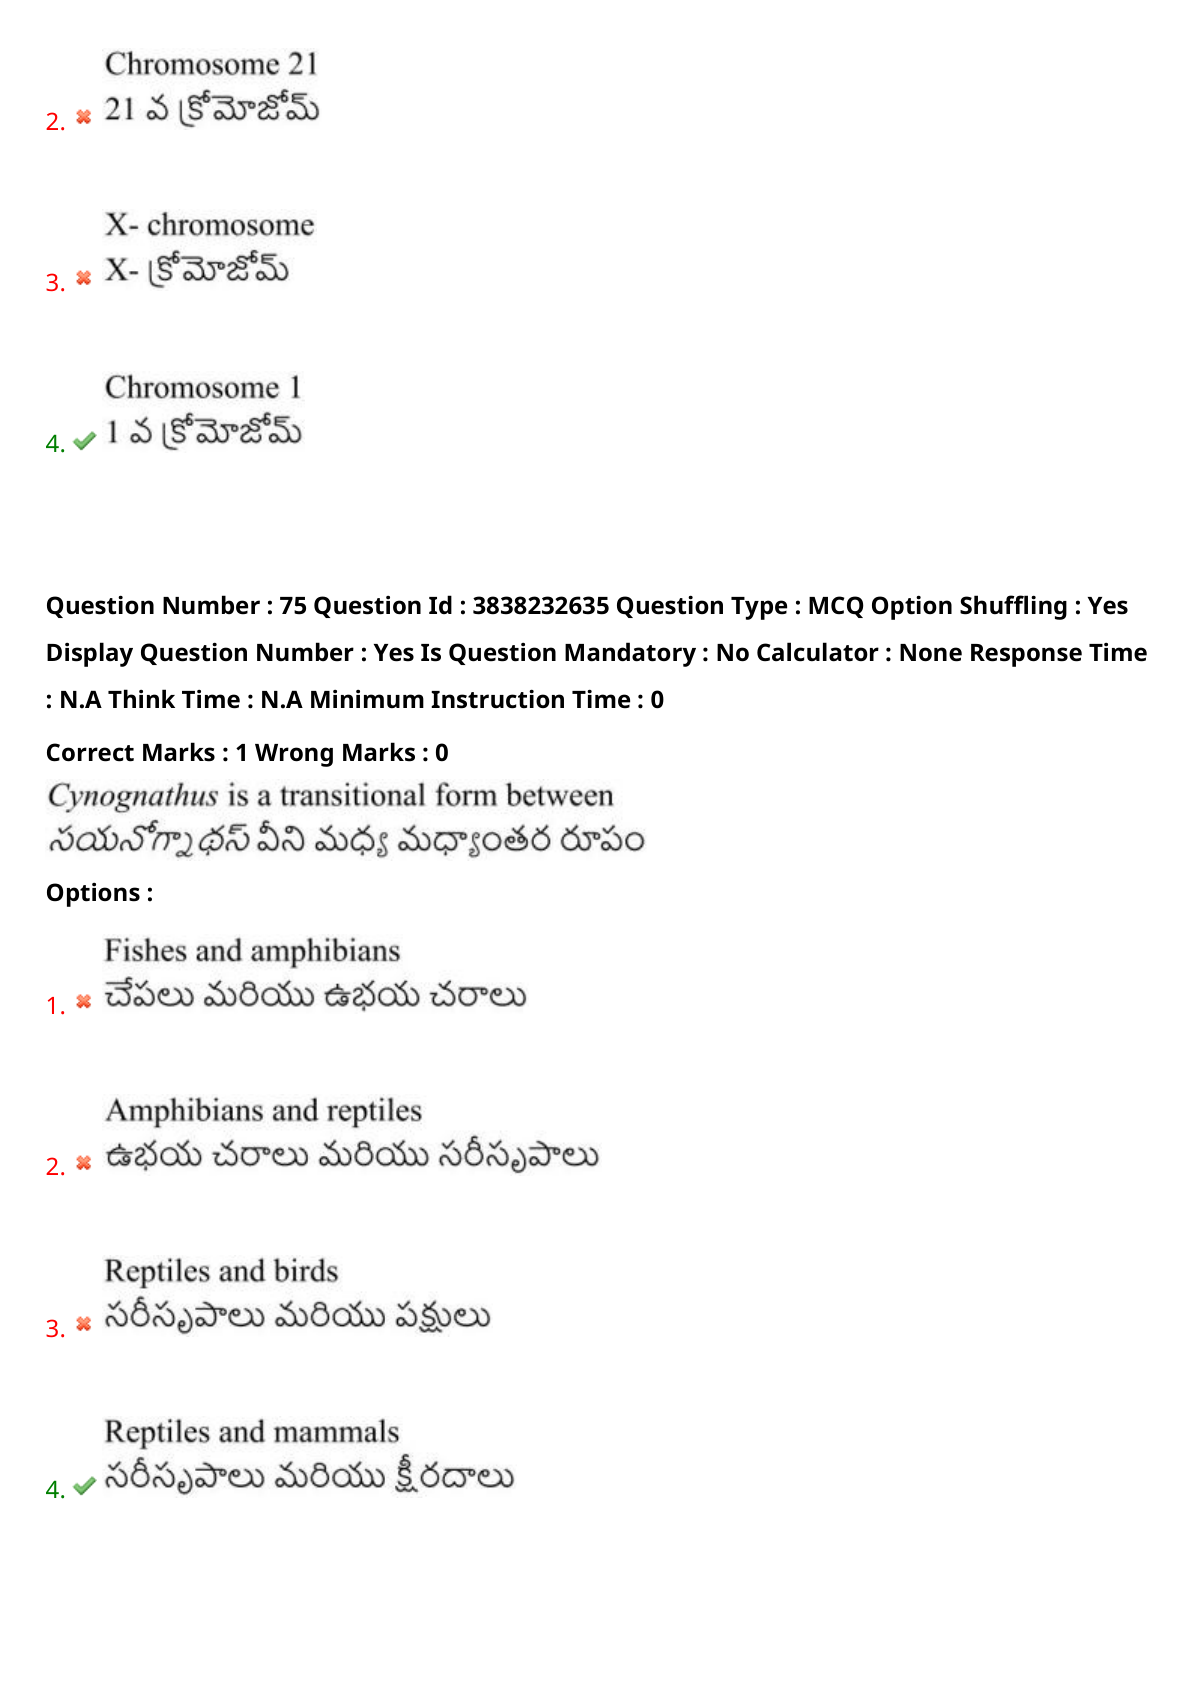 Chromosome 21
2. 21 వ క్రోమోజోమ్
X- chromosome
3. X- క్రోమోజోమ్
Chromosome 1
4. 1 వ క్రోమోజోమ్
Question Number : 75 Question Id : 3838232635 Question Type : MCQ Option Shuffling : Yes
Display Question Number : Yes Is Question Mandatory : No Calculator : None Response Time
: N.A Think Time : N.A Minimum Instruction Time : 0
Correct Marks : 1 Wrong Marks : 0
Cynognathus is a transitional form between
సయనోగ్నాథస్ వీని మధ్య మధ్యాంతర రూపం
Options :
Fishes and amphibians
1. చేపలు మరియు ఉభయ చరాలు
Amphibians and reptiles
2. ఉభయ చరాలు మరియు సరీసృపాలు
Reptiles and birds
3. సరీసృపాలు మరియు పక్షులు
Reptiles and mammals
4. సరీసృపాలు మరియు క్షీరదాలు